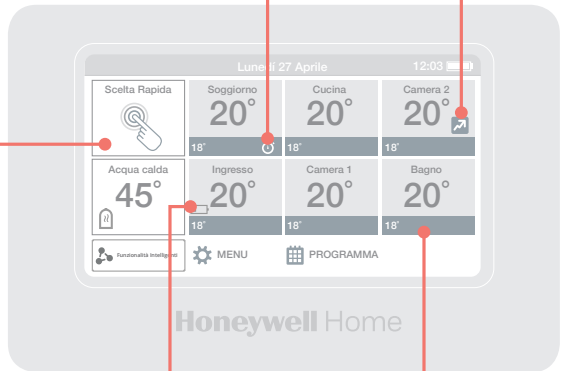 Lunedì 27 Aprile 12:03
Scelta Rapida
Soggiorno
20°
18°
Cucina
20°
18°
Camera 2
20°
18°
Acqua calda
45°
Ingresso
20°
18°
Camera 1
20°
18°
Bagno
20°
18°
Funzionalità Intelligenti
MENU
PROGRAMMA
Honeywell Home